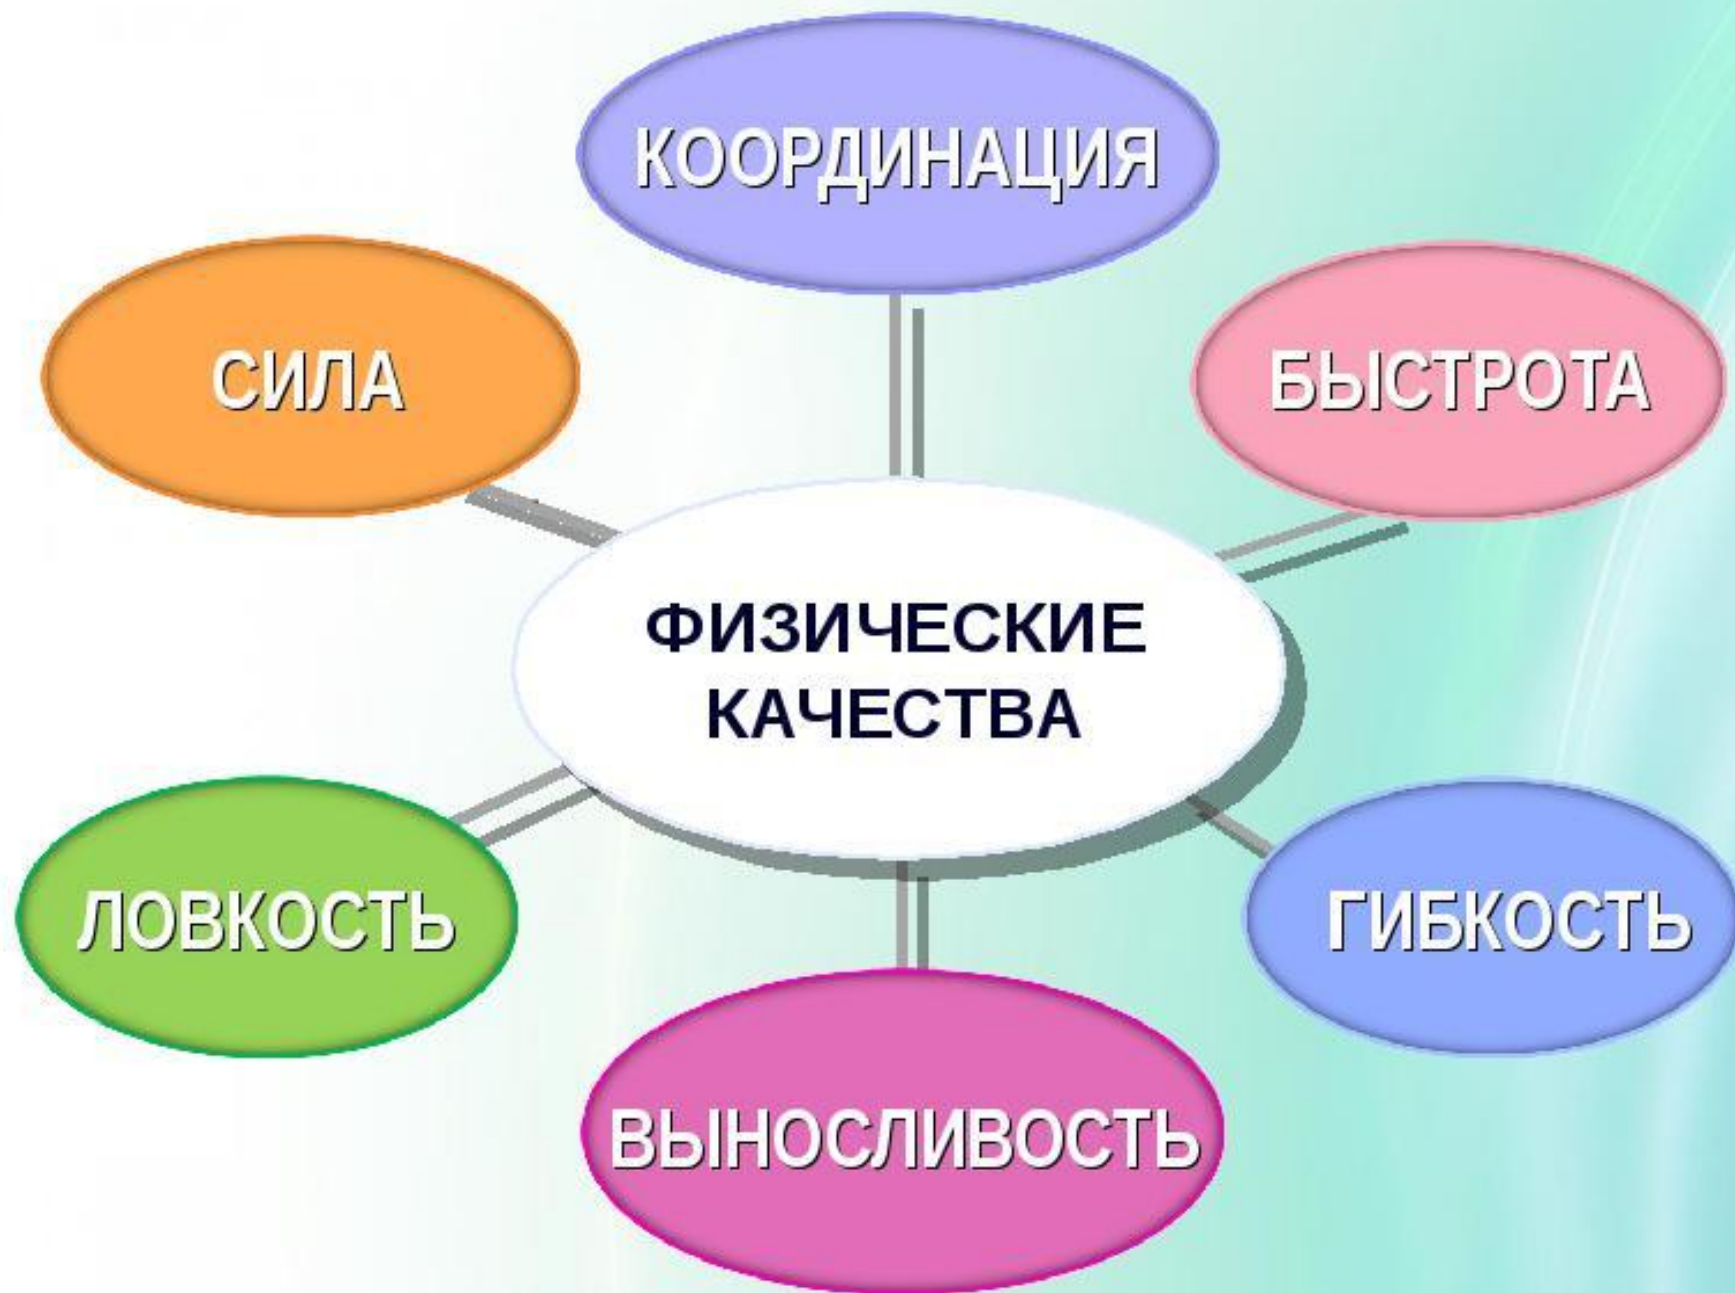 КООРДИНАЦИЯ
СИЛА
БЫСТРОТА
ФИЗИЧЕСКИЕ
КАЧЕСТВА
ЛОВКОСТЬ
ГИБКОСТЬ
ВЫНОСЛИВОСТЬ